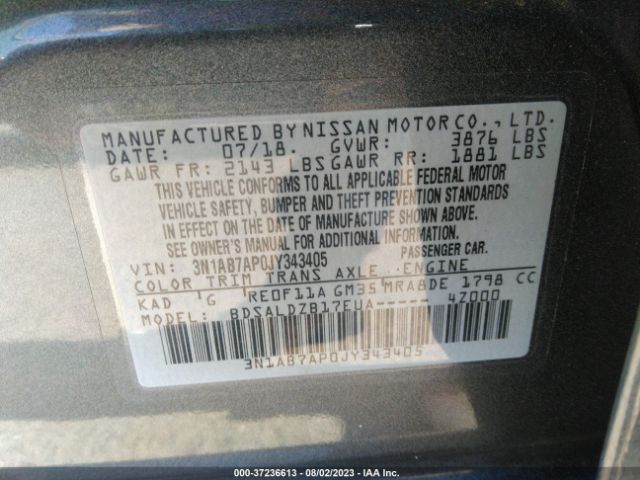 MANUFACTURED BY NISSAN MOTOR CO., LTD.
DATE: 07/18. GVWR: 3876 LBS
GAWR FR: 2143 LBS GAWR RR: 1881 LBS
THIS VEHICLE CONFORMS TO ALL APPLICABLE FEDERAL MOTOR
VEHICLE SAFETY, BUMPER AND THEFT PREVENTION STANDARDS
IN EFFECT ON THE DATE OF MANUFACTURE SHOWN ABOVE.
SEE OWNER'S MANUAL FOR ADDITIONAL INFORMATION.
VIN: 3N1AB7AP0JY343405 PASSENGER CAR.
COLOR TRIM TRANS AXLE ENGINE
KAD G RE0F11A GM35 MRA8DE 1798 CC
MODEL: BDSALDZB17EUA----- 4Z000
3N1AB7AP0JY343405
000-37236613 - 08/02/2023 - IAA Inc.